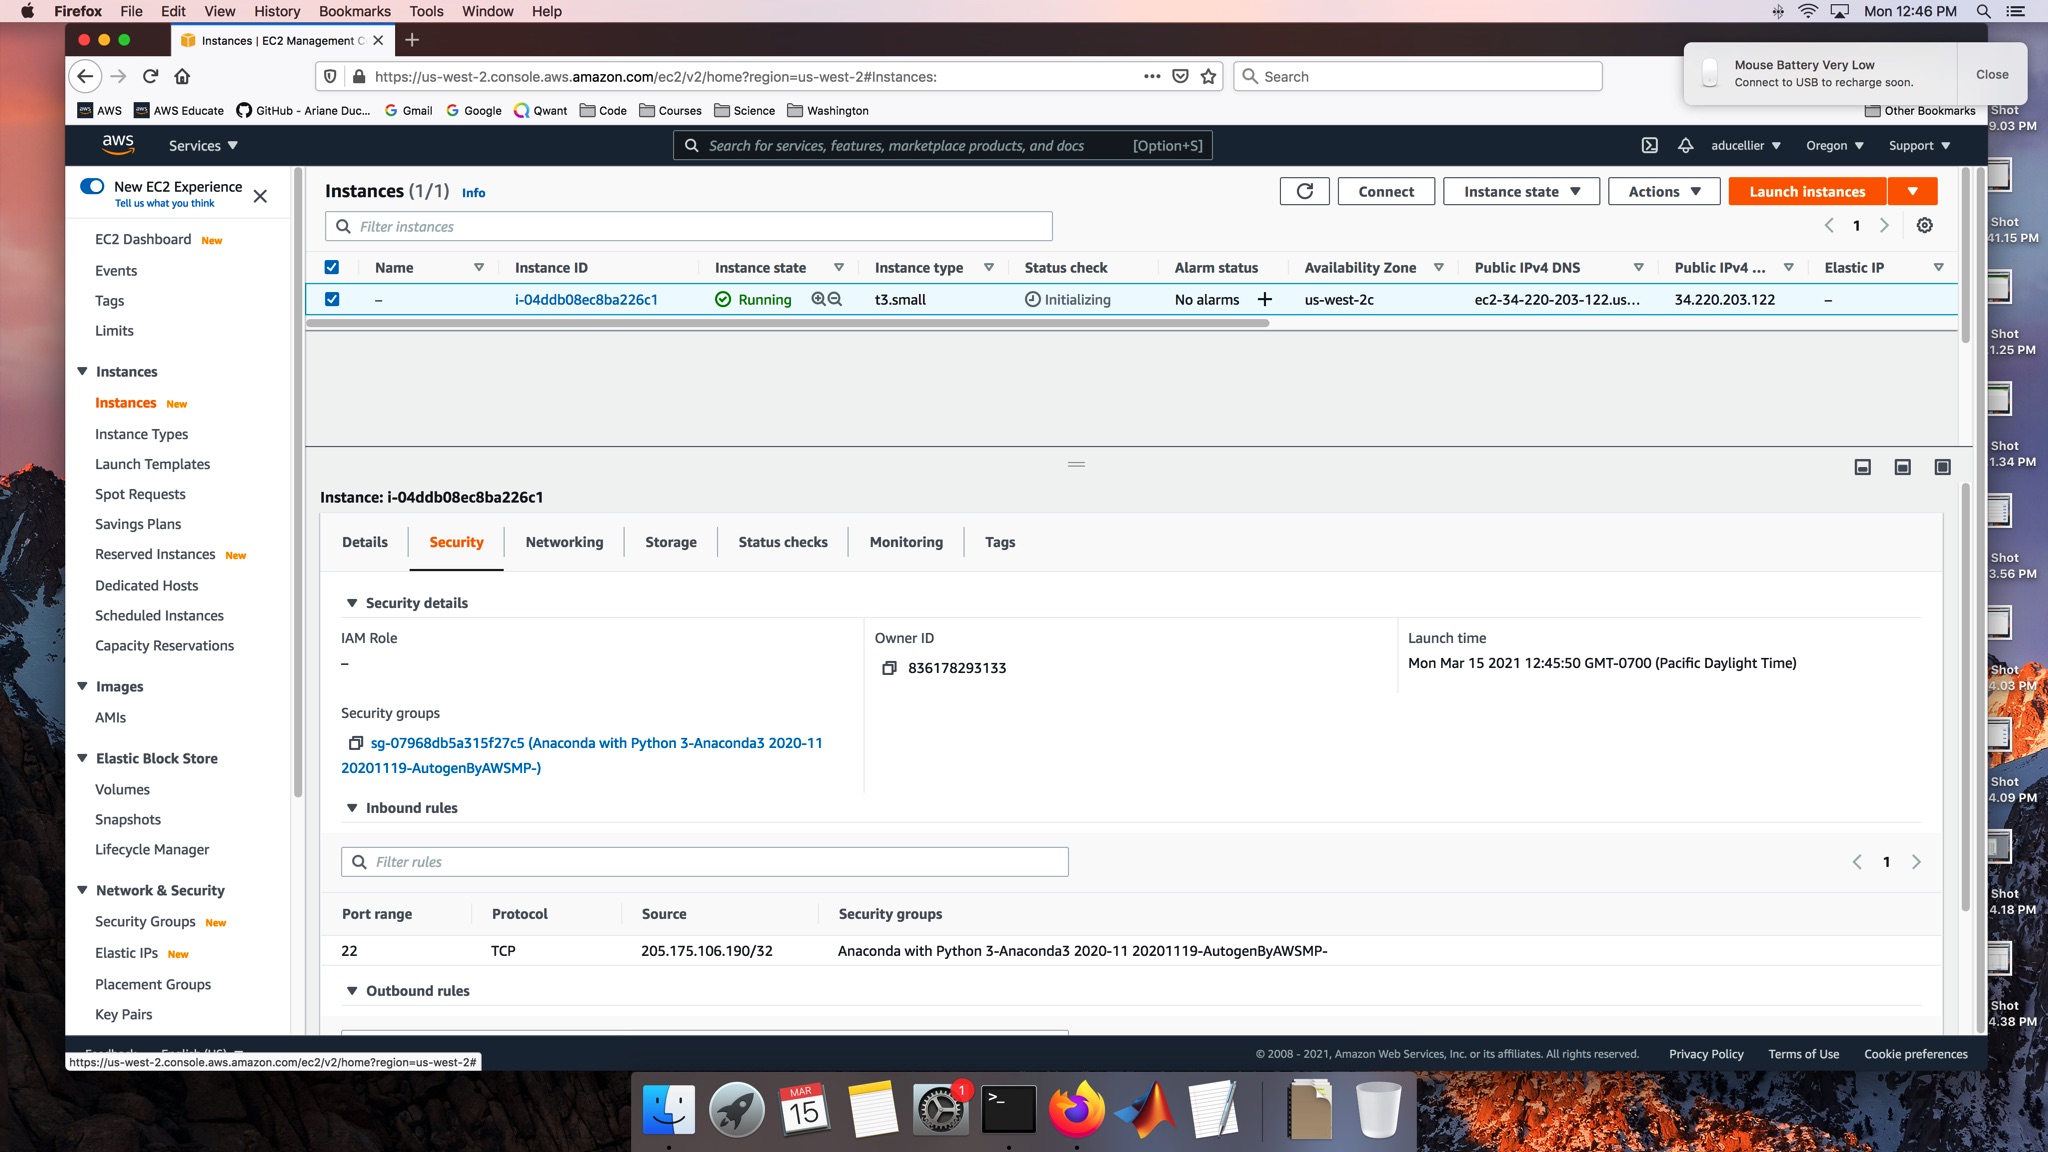 Firefox File Edit View History Bookmarks Tools Window Help Mon 12:46 PM
Instances | EC2 Management C
https://us-west-2.console.aws.amazon.com/ec2/v2/home?region=us-west-2#Instances: Search
Mouse Battery Very Low
Connect to USB to recharge soon.
Close
AWS AWS Educate GitHub - Ariane Duc... Gmail Google Qwant Code Courses Science Washington Other Bookmarks
aws Services Search for services, features, marketplace products, and docs [Option+S] aducellier Oregon Support
New EC2 Experience
Tell us what you think
EC2 Dashboard New
Events
Tags
Limits
Instances
Instances New
Instance Types
Launch Templates
Spot Requests
Savings Plans
Reserved Instances New
Dedicated Hosts
Scheduled Instances
Capacity Reservations
Images
AMIs
Elastic Block Store
Volumes
Snapshots
Lifecycle Manager
Network & Security
Security Groups New
Elastic IPs New
Placement Groups
Key Pairs
Instances (1/1) Info Connect Instance state Actions Launch instances
Filter instances 1
Name Instance ID Instance state Instance type Status check Alarm status Availability Zone Public IPv4 DNS Public IPv4 ... Elastic IP
– i-04ddb08ec8ba226c1 Running t3.small Initializing No alarms + us-west-2c ec2-34-220-203-122.us... 34.220.203.122 –
Instance: i-04ddb08ec8ba226c1
Details Security Networking Storage Status checks Monitoring Tags
Security details
IAM Role
–
Owner ID
836178293133
Launch time
Mon Mar 15 2021 12:45:50 GMT-0700 (Pacific Daylight Time)
Security groups
sg-07968db5a315f27c5 (Anaconda with Python 3-Anaconda3 2020-11
20201119-AutogenByAWSMP-)
Inbound rules
Filter rules 1
Port range Protocol Source Security groups
22 TCP 205.175.106.190/32 Anaconda with Python 3-Anaconda3 2020-11 20201119-AutogenByAWSMP-
Outbound rules
https://us-west-2.console.aws.amazon.com/ec2/v2/home?region=us-west-2#
© 2008 - 2021, Amazon Web Services, Inc. or its affiliates. All rights reserved. Privacy Policy Terms of Use Cookie preferences
Shot
9.03 PM
Shot
41.15 PM
Shot
1.25 PM
Shot
1.34 PM
Shot
3.56 PM
Shot
4.03 PM
Shot
4.09 PM
Shot
4.18 PM
Shot
4.38 PM
MAR
15
1